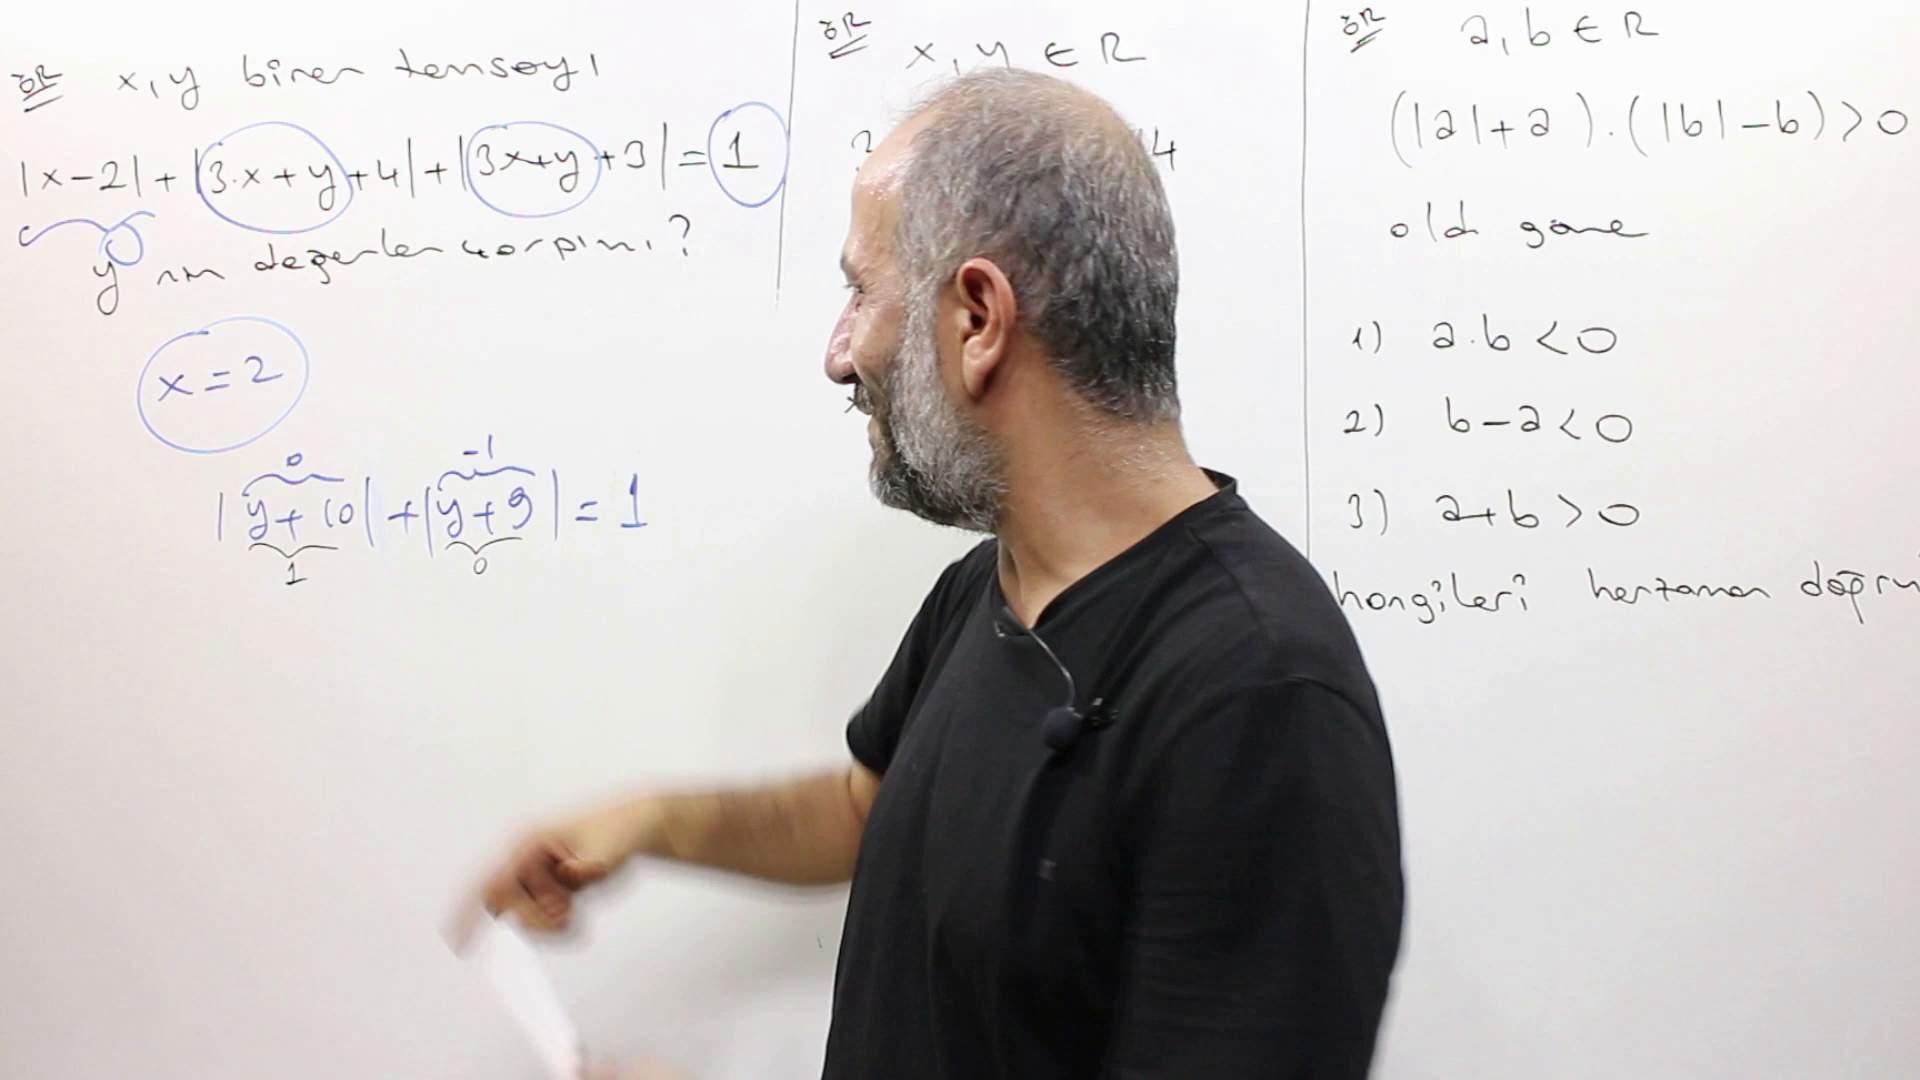 ÖR x, y birer tamsayı
|x-2| + |3.x+y+4| + |3x+y+3| = 1
y nin değerler çarpımı?
x = 2
0 -1
|y+10| + |y+9| = 1
1 0
ÖR x, y ∈ R
4
x
ÖR a, b ∈ R
(|a|+a).(|b|-b)>0
old göre
1) a.b<0
2) b-a<0
3) a+b>0
hangileri herzaman doğru